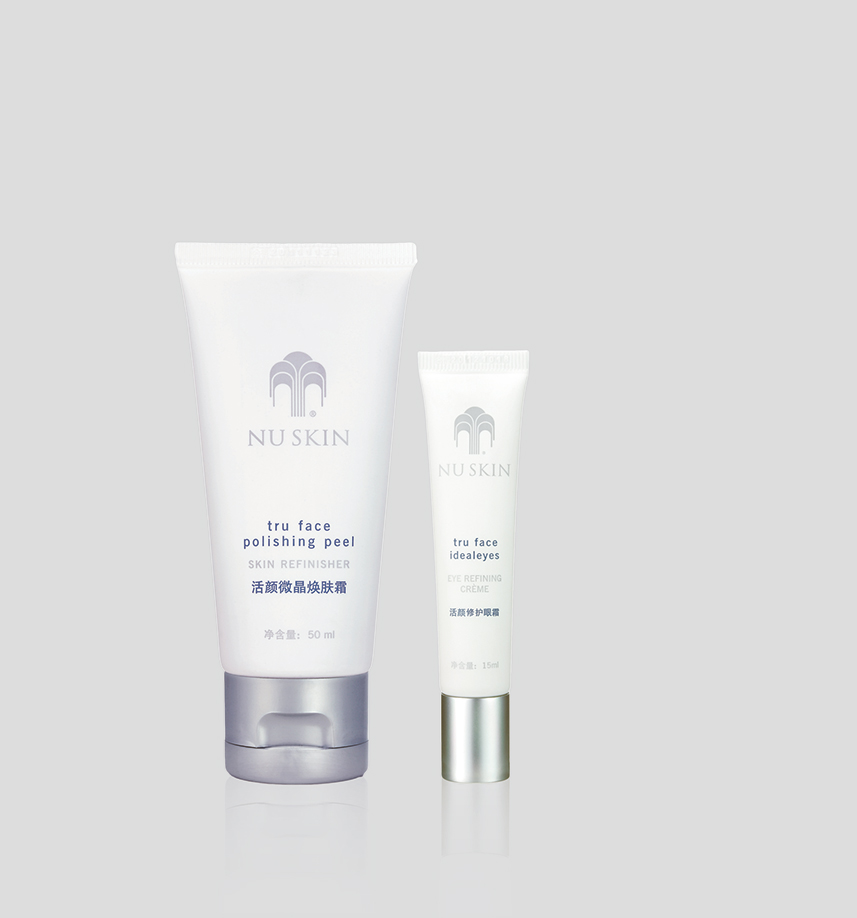 ®
NU SKIN
tru face
polishing peel
SKIN REFINISHER
活颜微晶焕肤霜
净含量：50 ml
NU SKIN
tru face
idealeyes
EYE REFINING
CRÈME
活颜修护眼霜
净含量：15ml